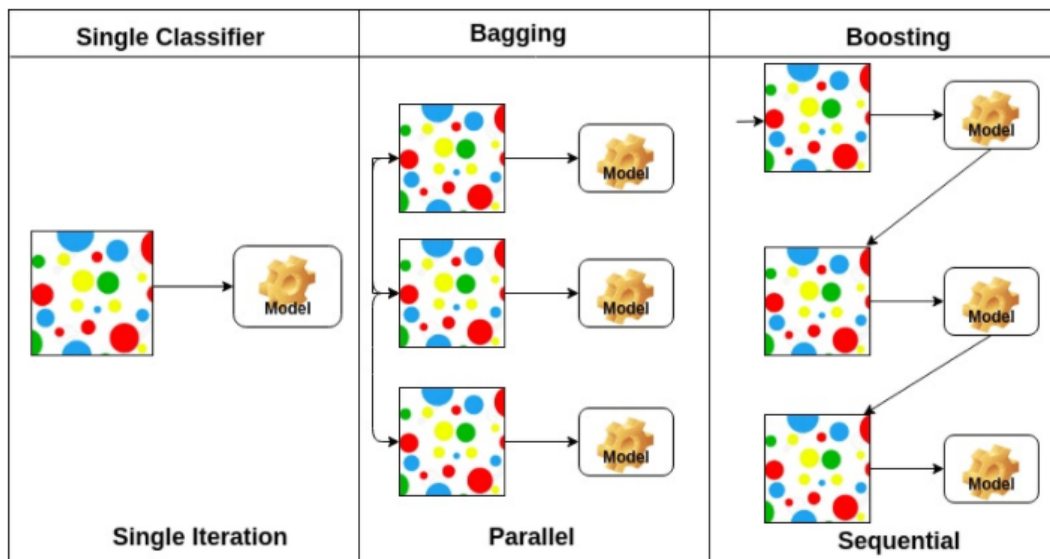 Single Classifier
Bagging
Boosting
Model
Model
Model
Model
Model
Model
Model
Single Iteration
Parallel
Sequential